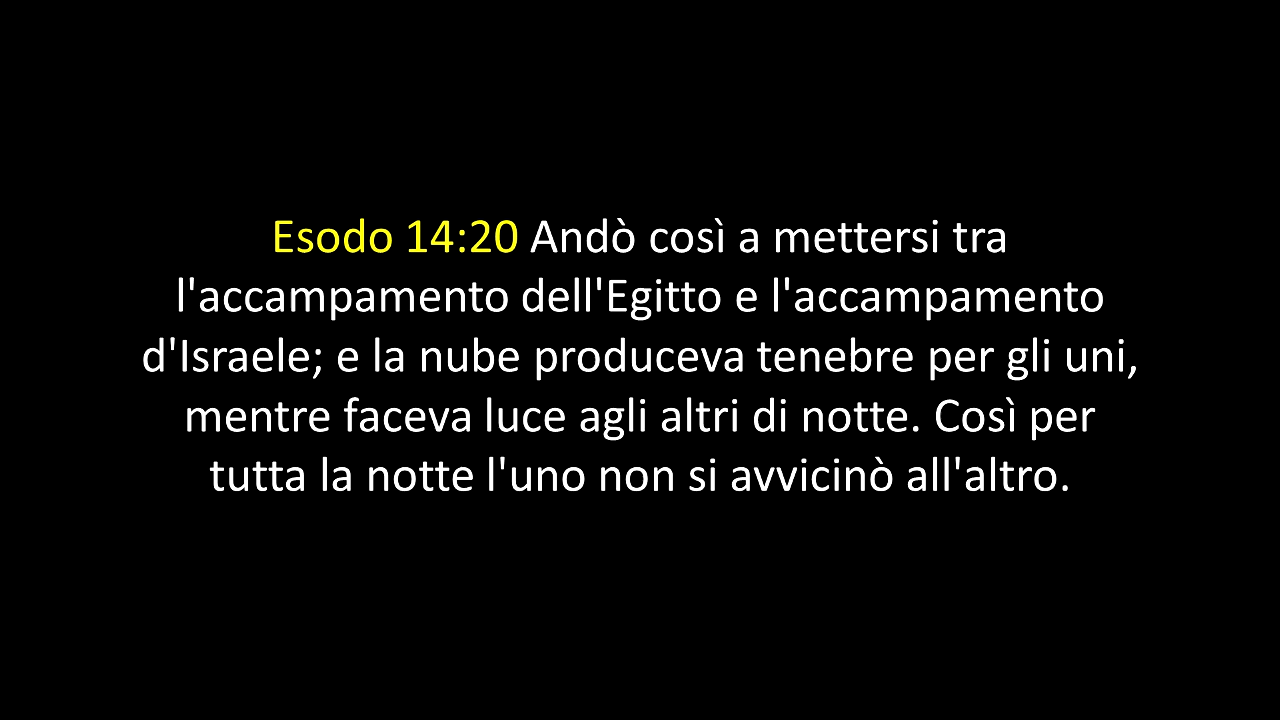 Esodo 14:20 Andò così a mettersi tra
l'accampamento dell'Egitto e l'accampamento
d'Israele; e la nube produceva tenebre per gli uni,
mentre faceva luce agli altri di notte. Così per
tutta la notte l'uno non si avvicinò all'altro.